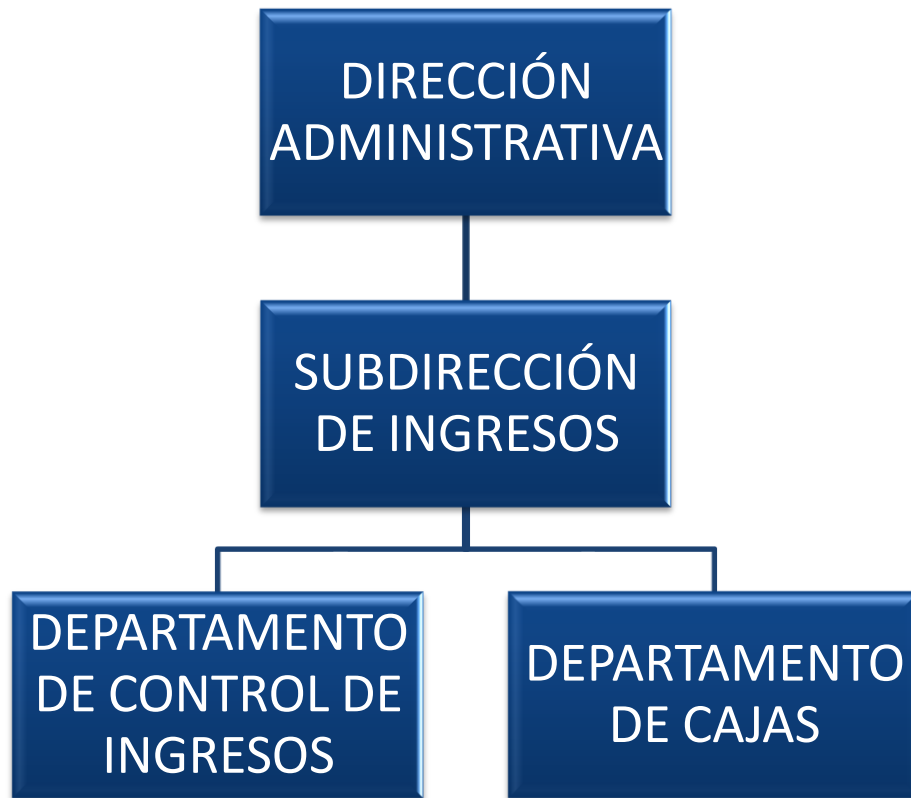 DIRECCIÓN
ADMINISTRATIVA
SUBDIRECCIÓN
DE INGRESOS
DEPARTAMENTO
DE CONTROL DE
INGRESOS
DEPARTAMENTO
DE CAJAS